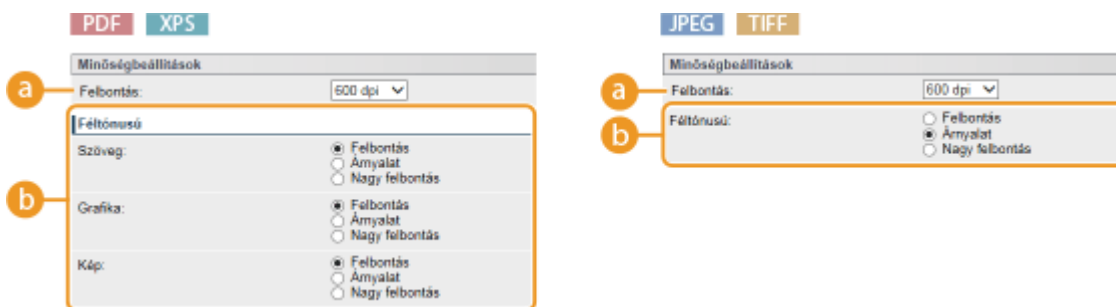 PDF XPS
Minőségbeállítások
a Felbontás: 600 dpi
b
Féltónusú
Szöveg: Felbontás
Árnyalat
Nagy felbontás
Grafika: Felbontás
Árnyalat
Nagy felbontás
Kép: Felbontás
Árnyalat
Nagy felbontás
JPEG TIFF
Minőségbeállítások
a Felbontás: 600 dpi
b Féltónusú: Felbontás
Árnyalat
Nagy felbontás